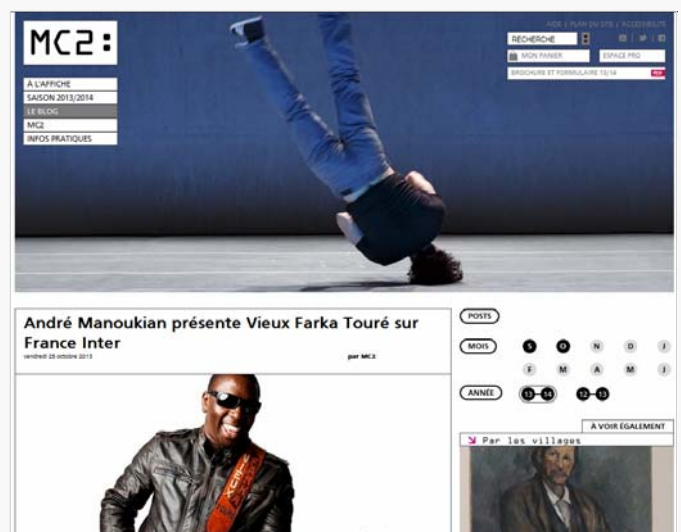 MC2:
AIDE | PLAN DU SITE | ACCESSIBILITÉ
RECHERCHE
MON PANIER
ESPACE PRO
BROCHURE ET FORMULAIRE 13/14
PDF
À L'AFFICHE
SAISON 2013/2014
LE BLOG
MC2
INFOS PRATIQUES
André Manoukian présente Vieux Farka Touré sur
France Inter
vendredi 25 octobre 2013
par MC2
POSTS
MOIS S O N D J
F M A M J
ANNÉE 13 14 12 13
À VOIR ÉGALEMENT
Par les villages